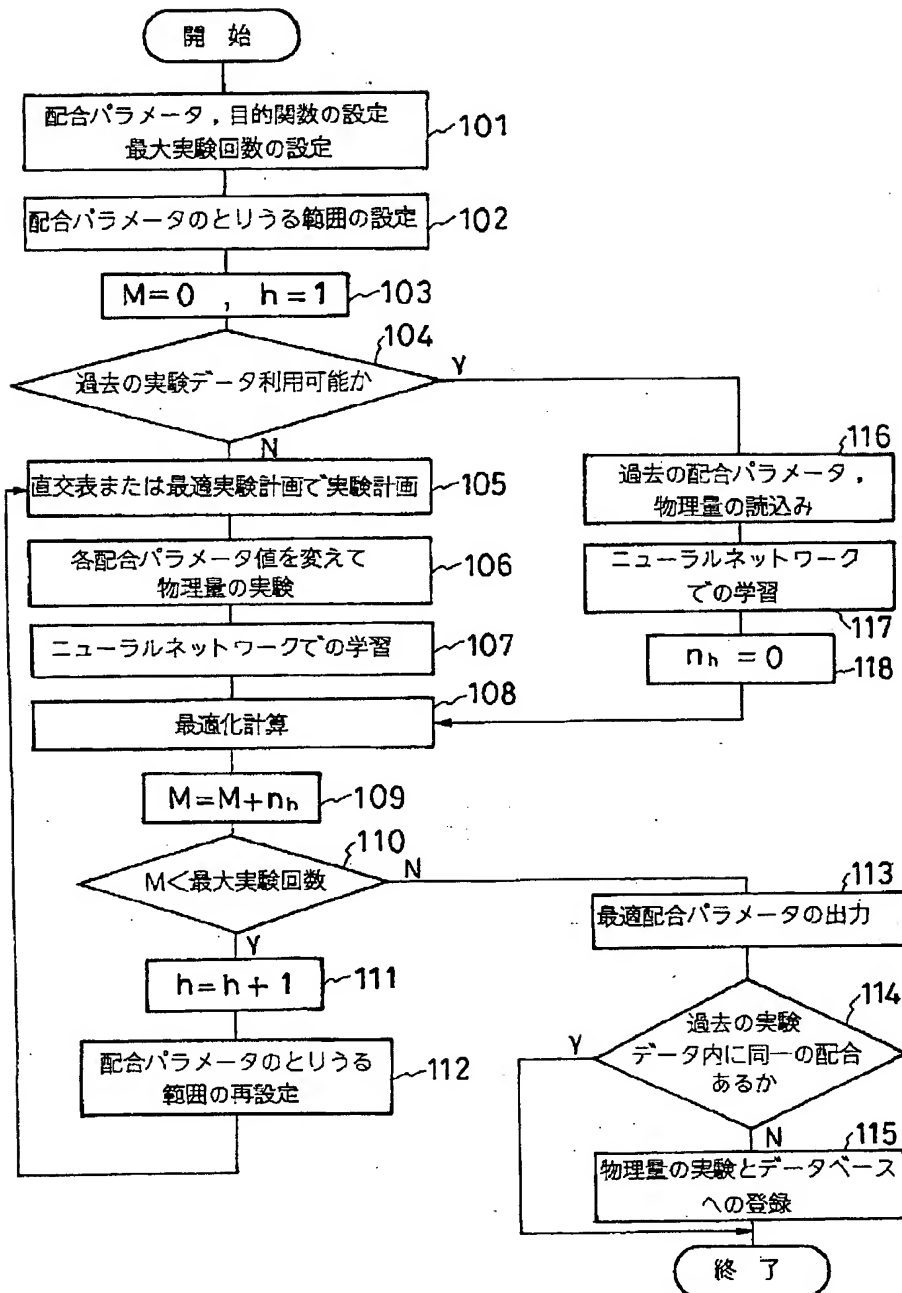 開 始
配合パラメータ,目的関数の設定
最大実験回数の設定
101
配合パラメータのとりうる範囲の設定
102
M=0 , h=1
103
104
過去の実験データ利用可能か
Y
N
直交表または最適実験計画で実験計画
105
各配合パラメータ値を変えて
物理量の実験
106
ニューラルネットワークでの学習
107
108
最適化計算
116
過去の配合パラメータ,
物理量の読込み
ニューラルネットワーク
での学習
117
nh =0
118
M=M+nh
109
110
M<最大実験回数
N
Y
h=h+1
111
配合パラメータのとりうる
範囲の再設定
112
113
最適配合パラメータの出力
114
過去の実験
データ内に同一の配合
あるか
Y
N
115
物理量の実験とデータベース
への登録
終 了